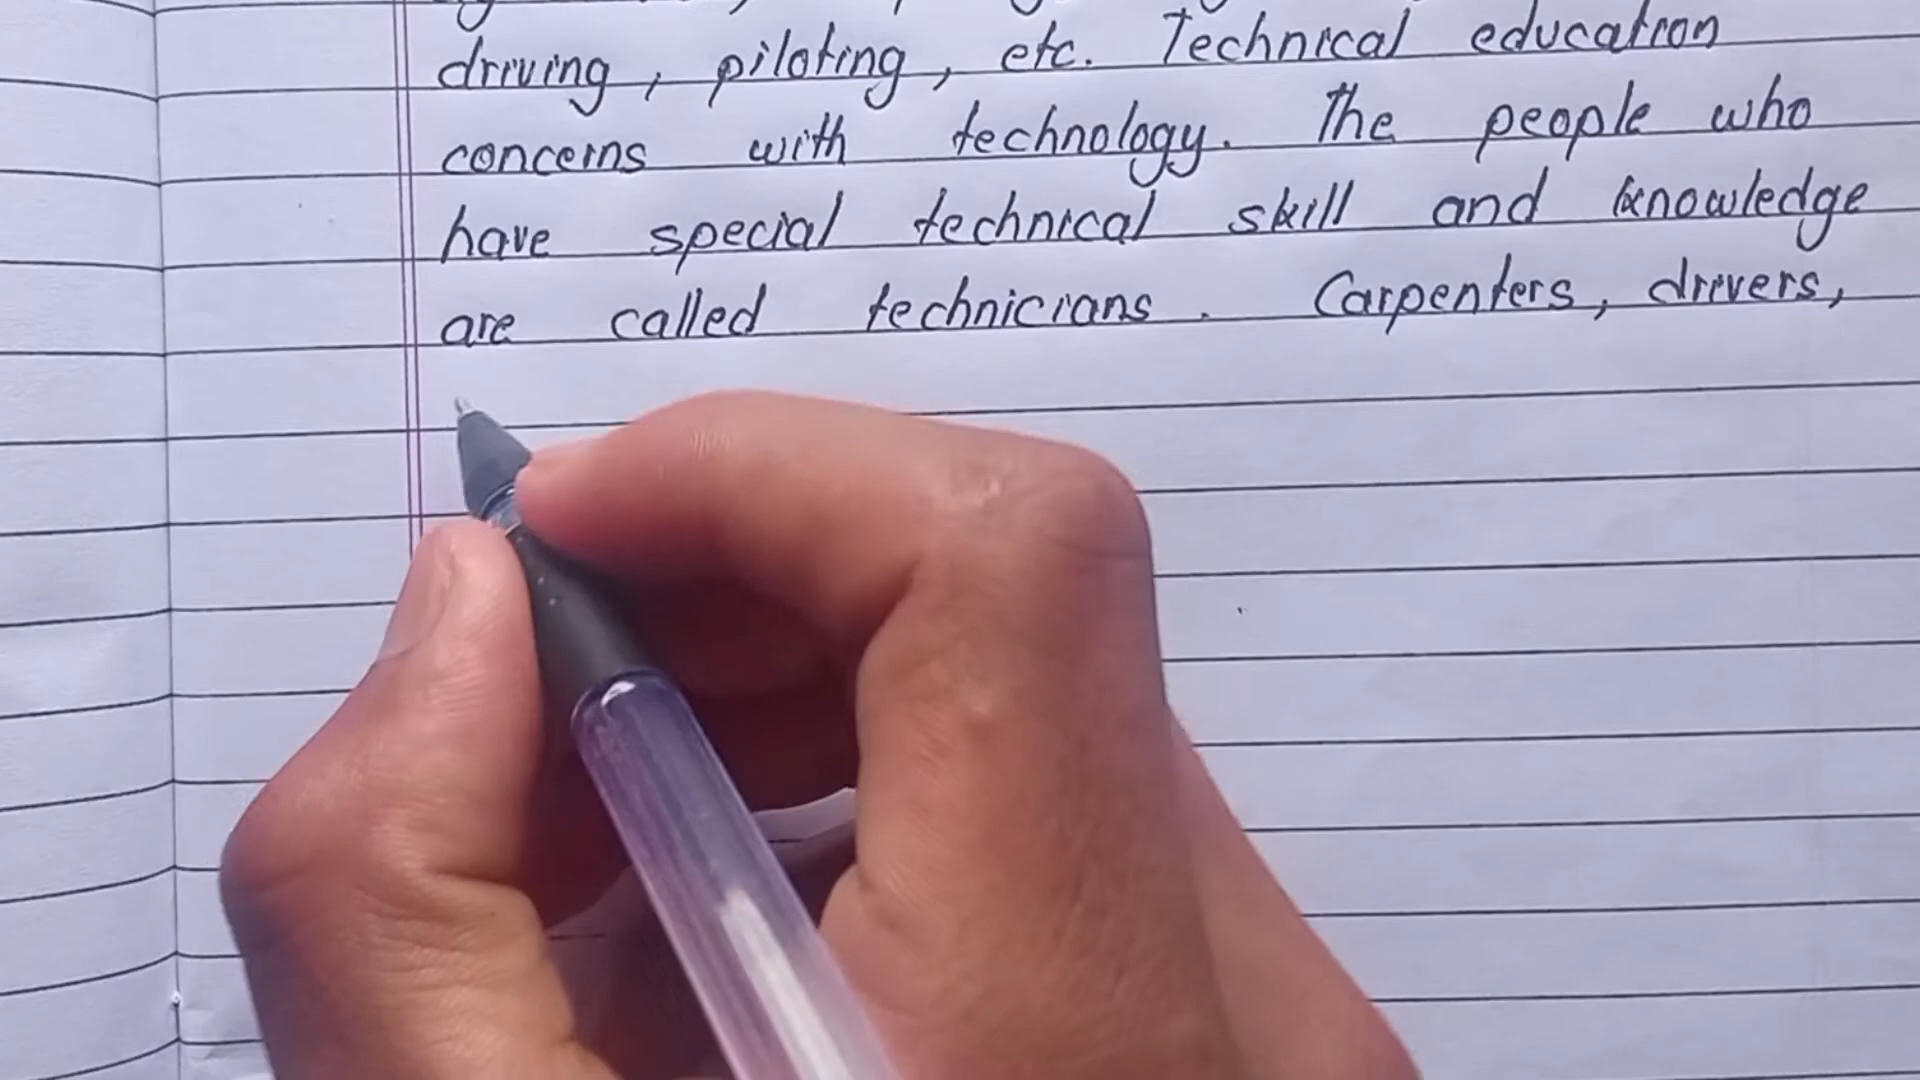 driving, piloting, etc. Technical education
concerns with technology. The people who
have special technical skill and knowledge
are called technicians. Carpenters, drivers,